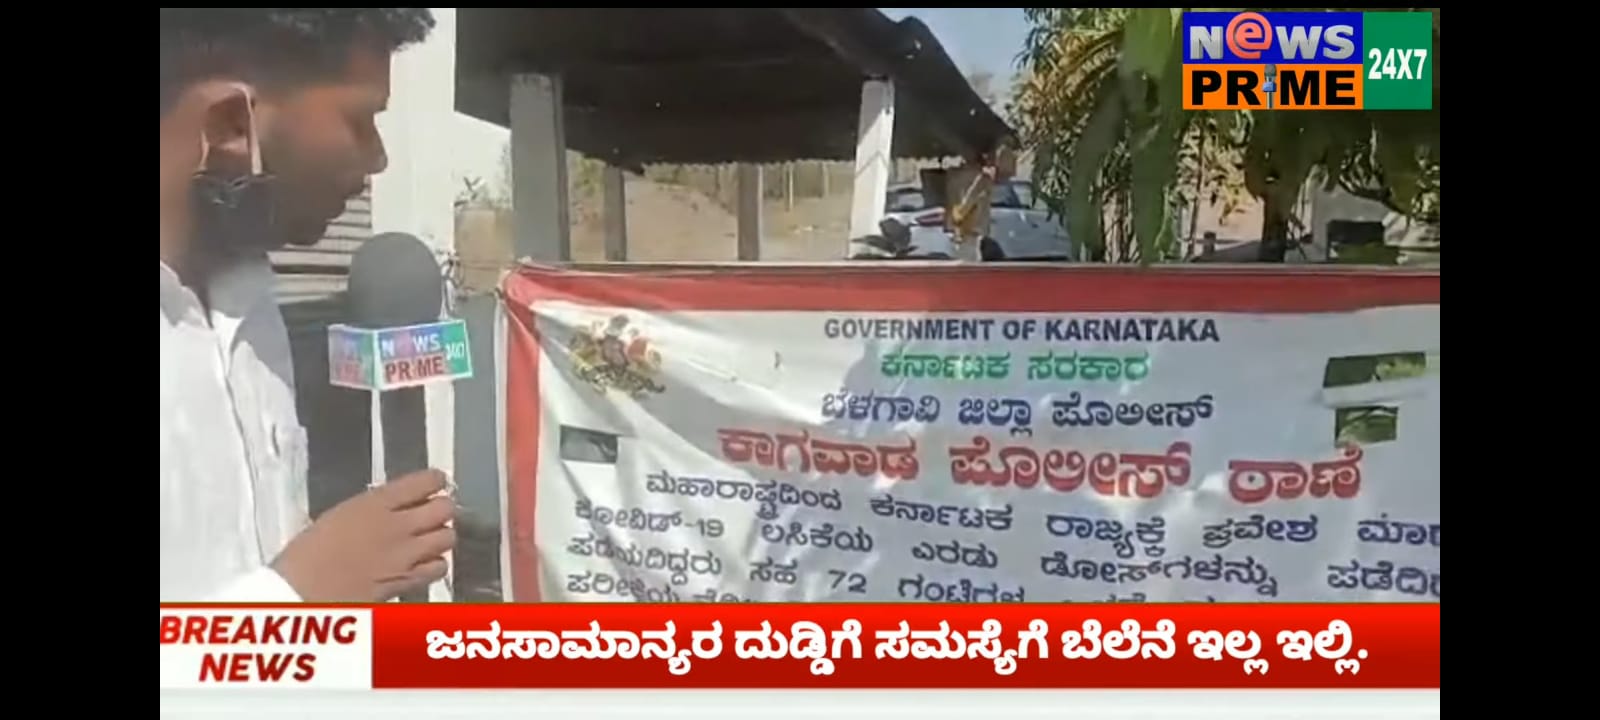 NEWS
PRIME
24X7
NEWS
PRIME
24X7
GOVERNMENT OF KARNATAKA
ಕರ್ನಾಟಕ ಸರಕಾರ
ಬೆಳಗಾವಿ ಜಿಲ್ಲಾ ಪೊಲೀಸ್
ಕಾಗವಾಡ ಪೊಲೀಸ್ ಠಾಣೆ
ಮಹಾರಾಷ್ಟ್ರದಿಂದ ಕರ್ನಾಟಕ ರಾಜ್ಯಕ್ಕೆ ಪ್ರವೇಶ
ಕೋವಿಡ್-19 ಲಸಿಕೆಯ ಎರಡು ಡೋಸ್‌ಗಳನ್ನು
ಪಡೆಯದಿದ್ದರು ಸಹ 72 ಗಂಟೆಗಳ
ಪರೀಕ್ಷೆಯ
BREAKING
NEWS
ಜನಸಾಮಾನ್ಯರ ದುಡ್ಡಿಗೆ ಸಮಸ್ಯೆಗೆ ಬೆಲೆನೆ ಇಲ್ಲ ಇಲ್ಲಿ.